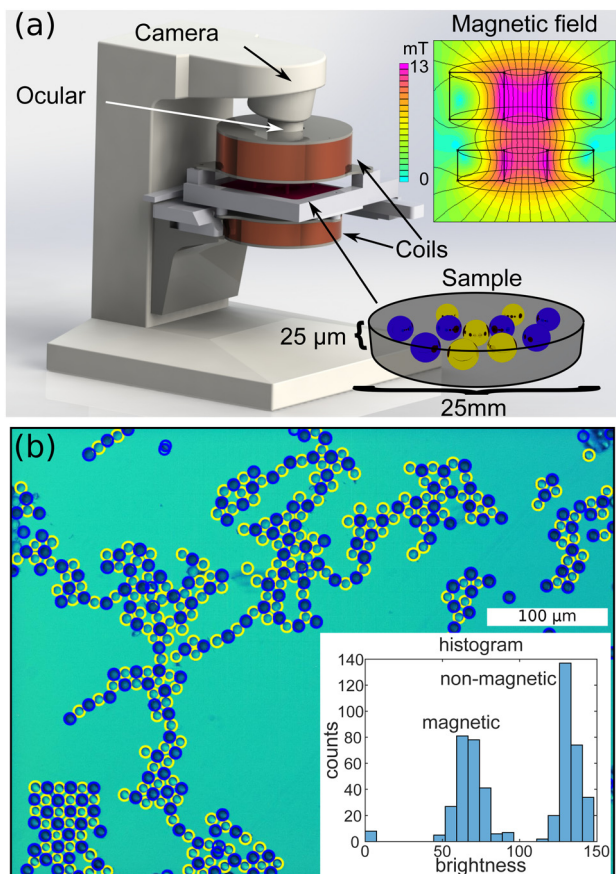 (a)
Camera
Ocular
Coils
Magnetic field
mT
13
0
Sample
25 µm {
25mm
(b)
100 µm
histogram
140
120
100
80
60
40
20
0
counts
magnetic
non-magnetic
0
50
100
150
brightness